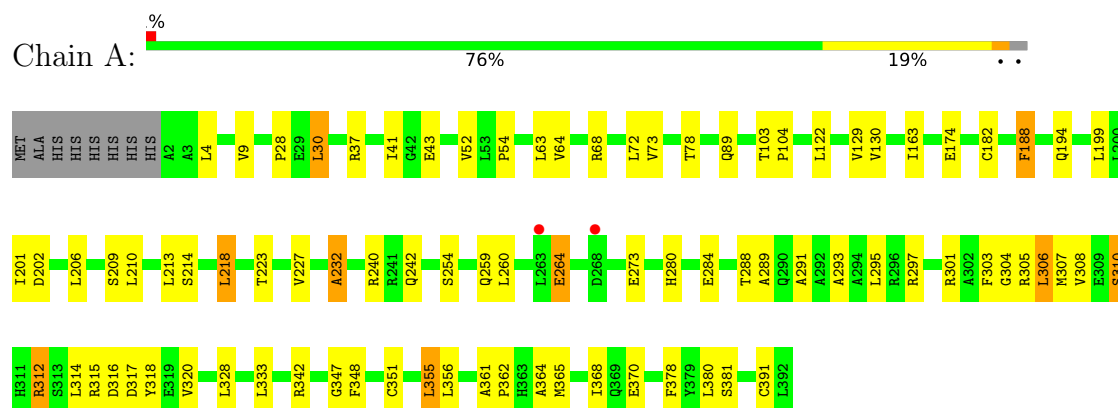 .%
Chain A:
76% 19% • •
MET ALA HIS HIS HIS HIS HIS HIS A2 A3 L4 V9 P28 E29 L30 R37 I41 G42 E43 V52 L53 P54 L63 V64 R68 L72 V73 T78 Q89 T103 P104 L122 V129 V130 I163 E174 C182 F188 Q194 L199 L200
I201 D202 L206 S209 L210 L213 S214 L218 T223 V227 A232 R240 R241 Q242 S254 Q259 L260 L263 E264 D268 E273 H280 E284 T288 A289 Q290 A291 A292 A293 A294 L295 R296 R297 R301 A302 F303 G304 R305 L306 M307 V308 E309 S310
H311 R312 S313 L314 R315 D316 D317 Y318 E319 V320 L328 L333 R342 G347 F348 C351 L355 L356 A361 P362 H363 A364 M365 I368 Q369 E370 F378 Y379 L380 S381 C391 L392